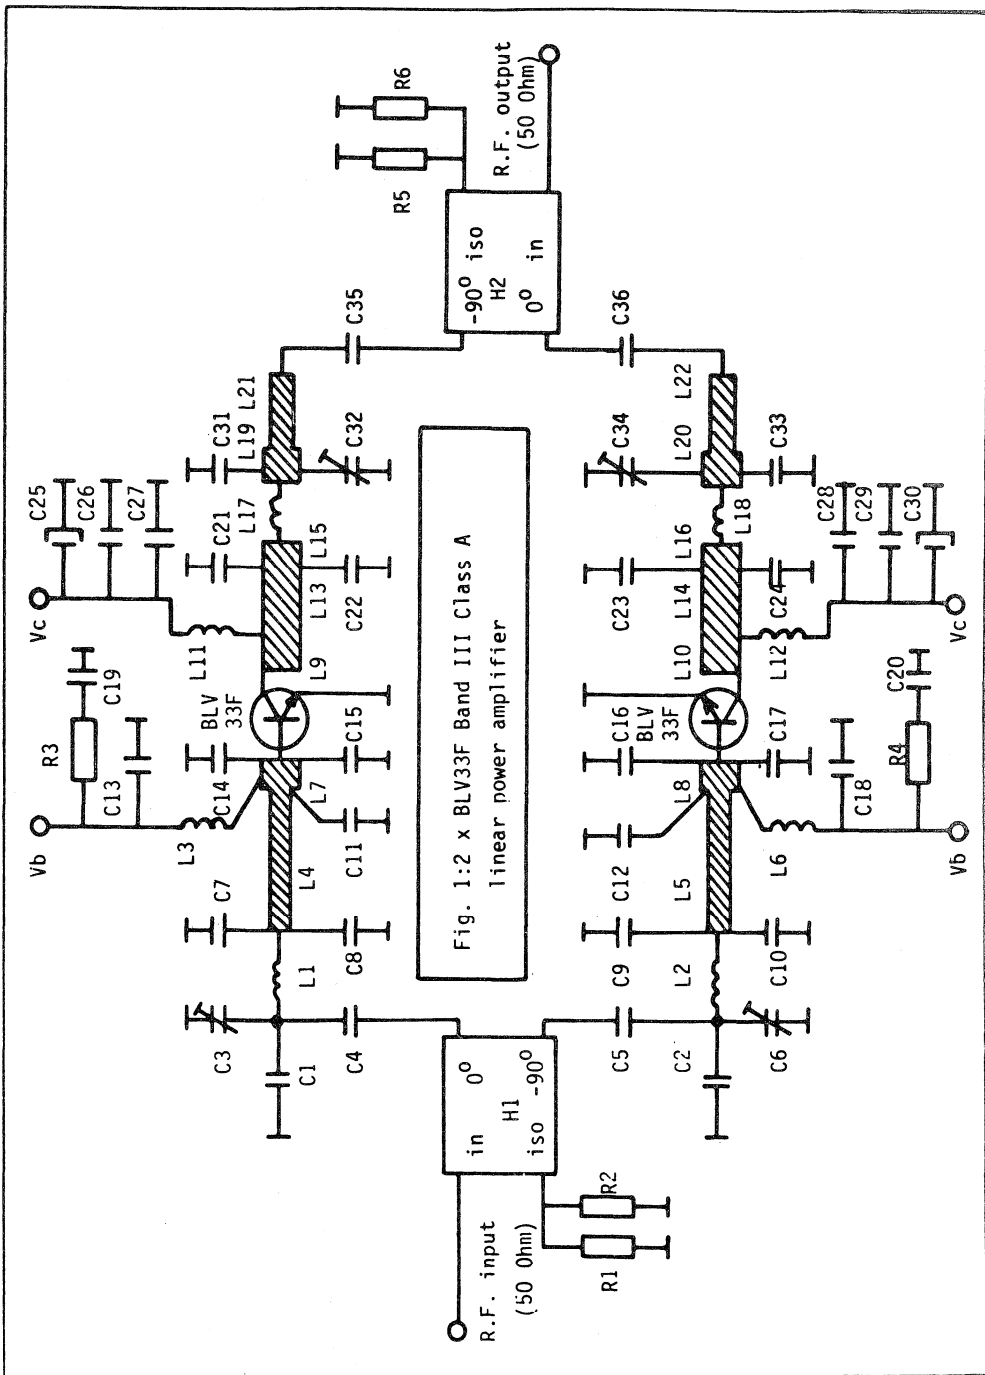 R.F. input
(50 Ohm)
R1
R2
in
0°
H1
iso
-90°
C3
C1
C4
C5
C2
C6
L1
L2
C7
C8
C9
C10
L4
L5
Vb
L3
C13
R3
C19
C14
L7
C11
C15
BLV
33F
C12
L8
C16
BLV
33F
C17
L6
C18
R4
C20
Vb
Vc
L11
C25
C26
C27
L9
L13
L15
C21
C22
L17
L10
L14
L16
C23
C24
L18
L12
C28
C29
C30
Vc
C31
L19
L21
C32
C34
L20
L22
C33
C35
C36
-90° iso
H2
0° in
R5
R6
R.F. output
(50 Ohm)
Fig. 1:2 x BLV33F Band III Class A
linear power amplifier